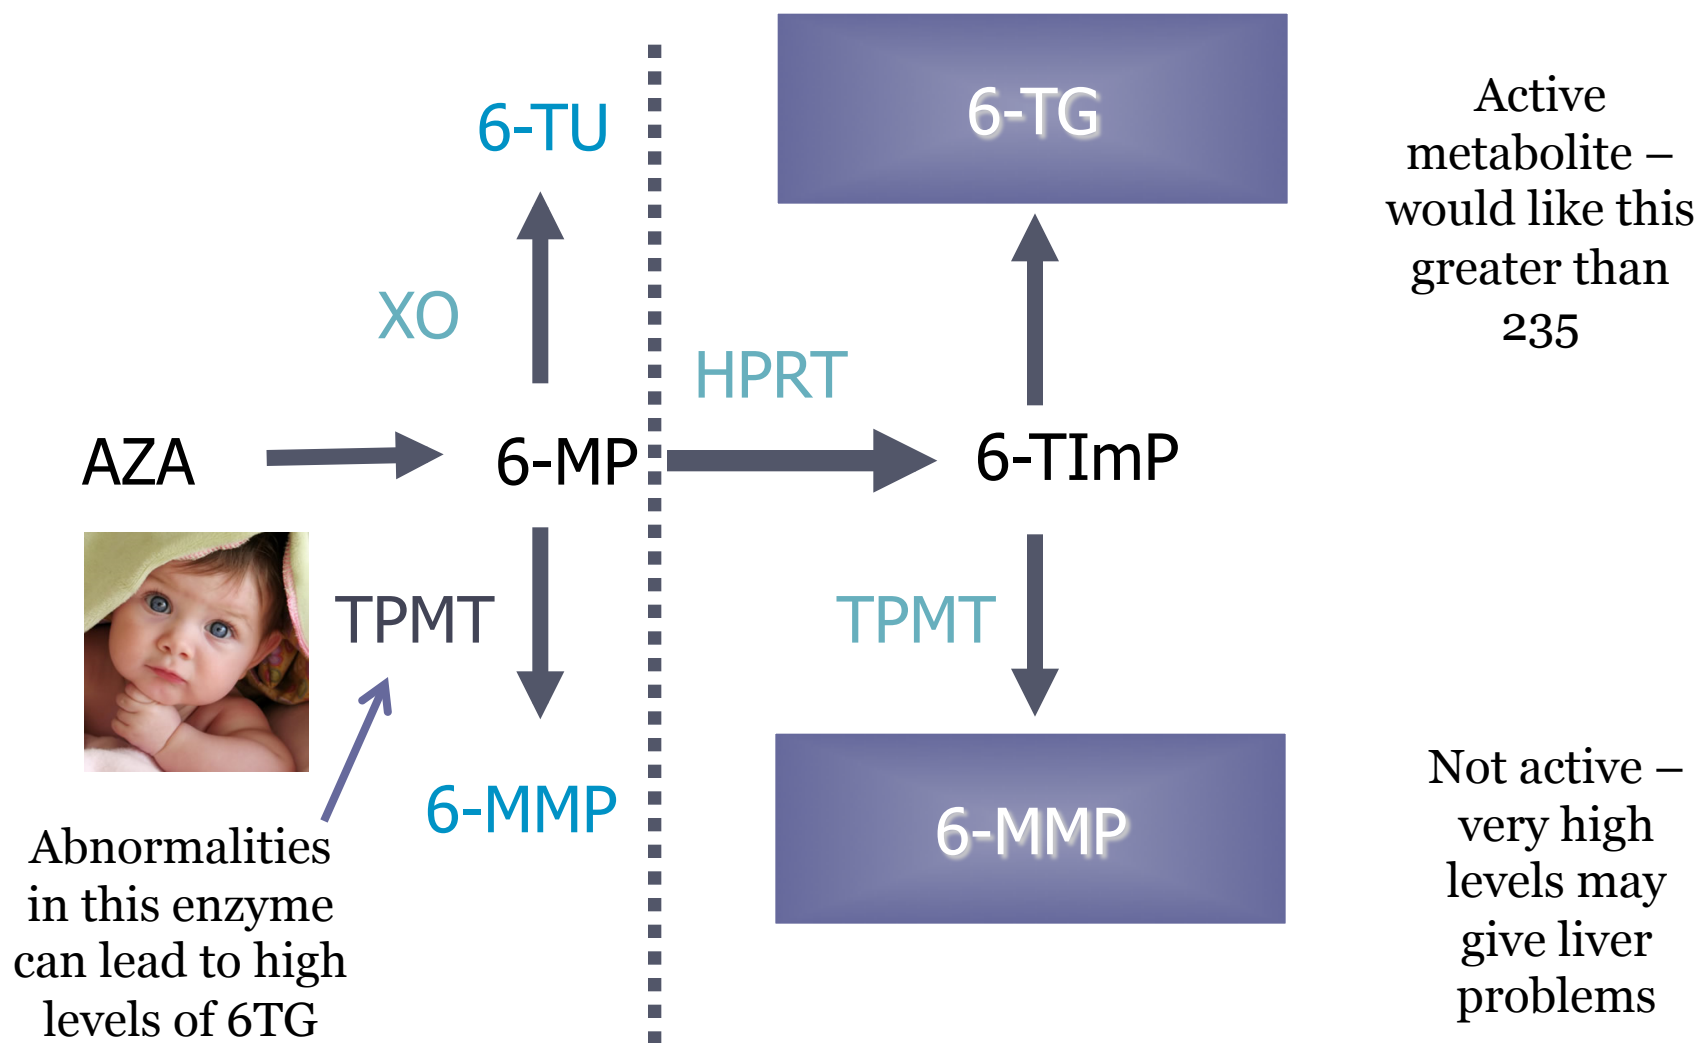 6-TU
6-TG
Active
metabolite –
would like this
greater than
235
XO
HPRT
AZA
6-MP
6-TImP
TPMT
TPMT
6-MMP
6-MMP
Abnormalities
in this enzyme
can lead to high
levels of 6TG
Not active –
very high
levels may
give liver
problems